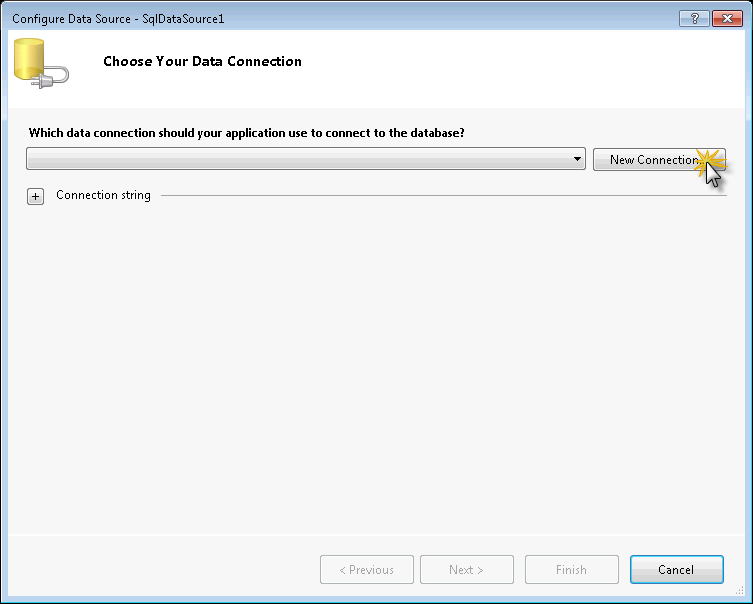 Configure Data Source - SqlDataSource1
?
Choose Your Data Connection
Which data connection should your application use to connect to the database?
New Connection...
+ Connection string
< Previous Next > Finish Cancel